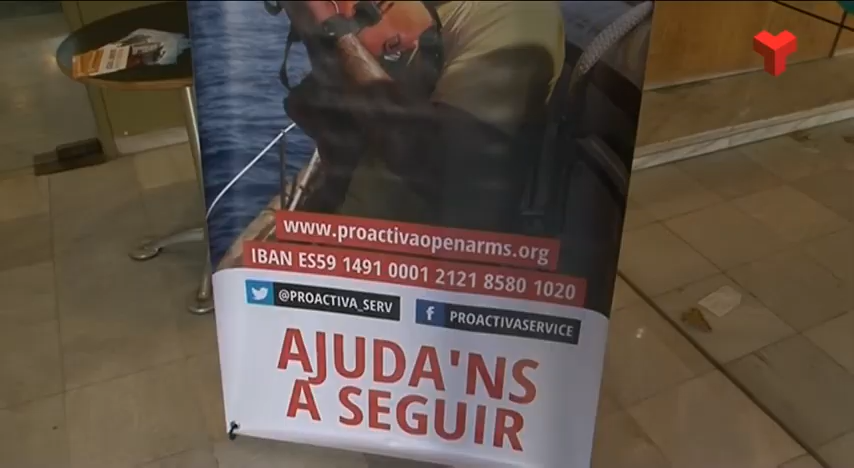 www.proactivaopenarms.org
IBAN ES59 1491 0001 2121 8580 1020
@PROACTIVA_SERV
PROACTIVASERVICE
AJUDA'NS
A SEGUIR